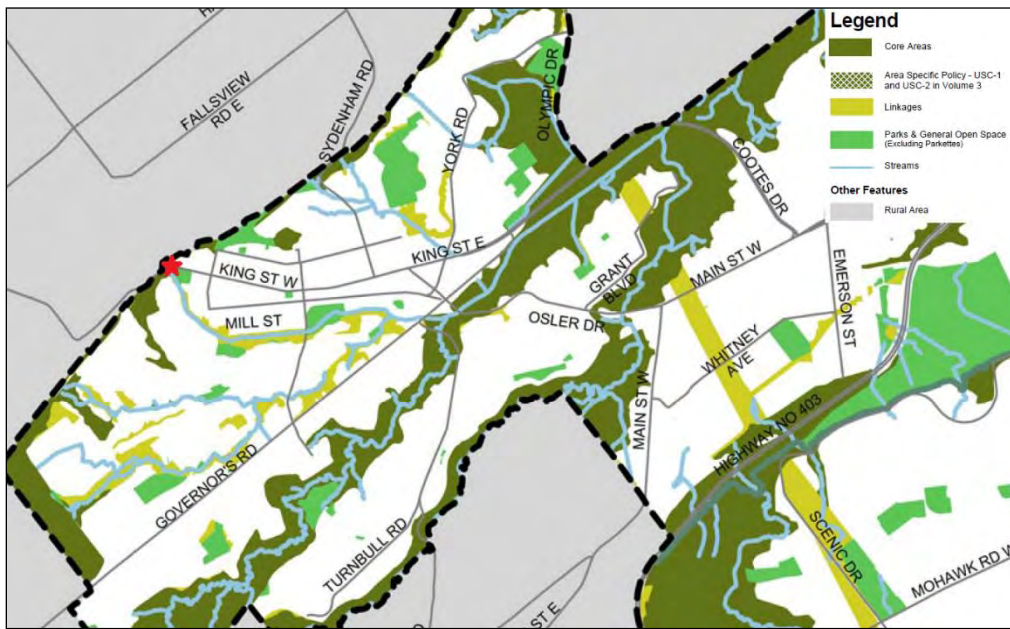 Legend
Core Areas
Area Specific Policy - USC-1
and USC-2 in Volume 3
Linkages
Parks & General Open Space
(Excluding Parkettes)
Streams
Other Features
Rural Area
HA
FALLSVIEW
RD E
SYDENHAM RD
YORK RD
OLYMPIC DR
COOTES DR
KING ST E
KING ST W
MILL ST
GRANT
BLVD
MAIN ST W
OSLER DR
EMERSON ST
WHITNEY
AVE
MAIN ST W
HIGHWAY NO 403
GOVERNOR'S RD
TURNBULL RD
SCENIC DR
MOHAWK RD W
ST E